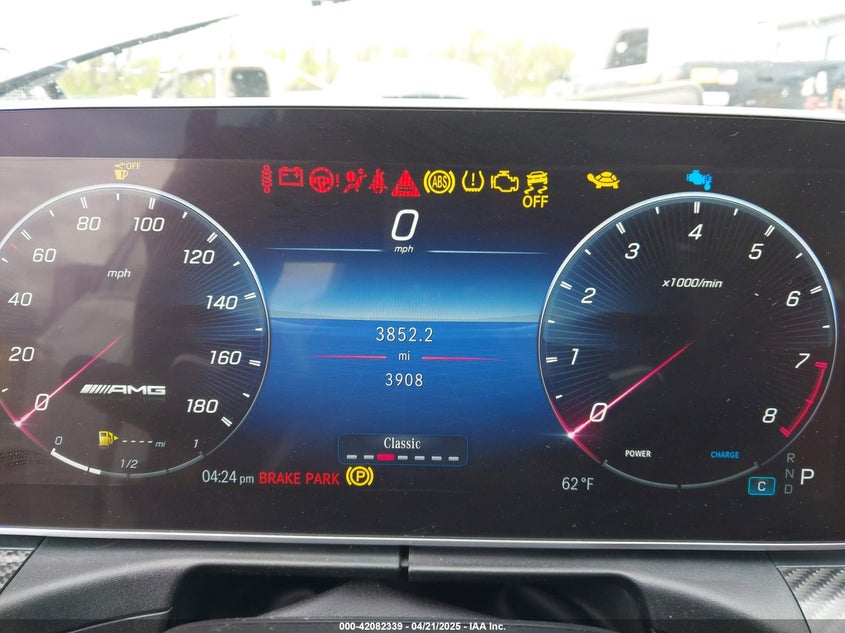 OFF
ABS
!
!
OFF
0
mph
0
20
40
60
80
100
120
140
160
180
mph
AMG
0
1/2
1
---- mi
3852.2
mi
3908
Classic
04:24 pm
BRAKE PARK
P
62°F
0
1
2
3
4
5
6
7
8
x1000/min
POWER
CHARGE
C
R
N
D
P
000-42082339 - 04/21/2025 - IAA Inc.